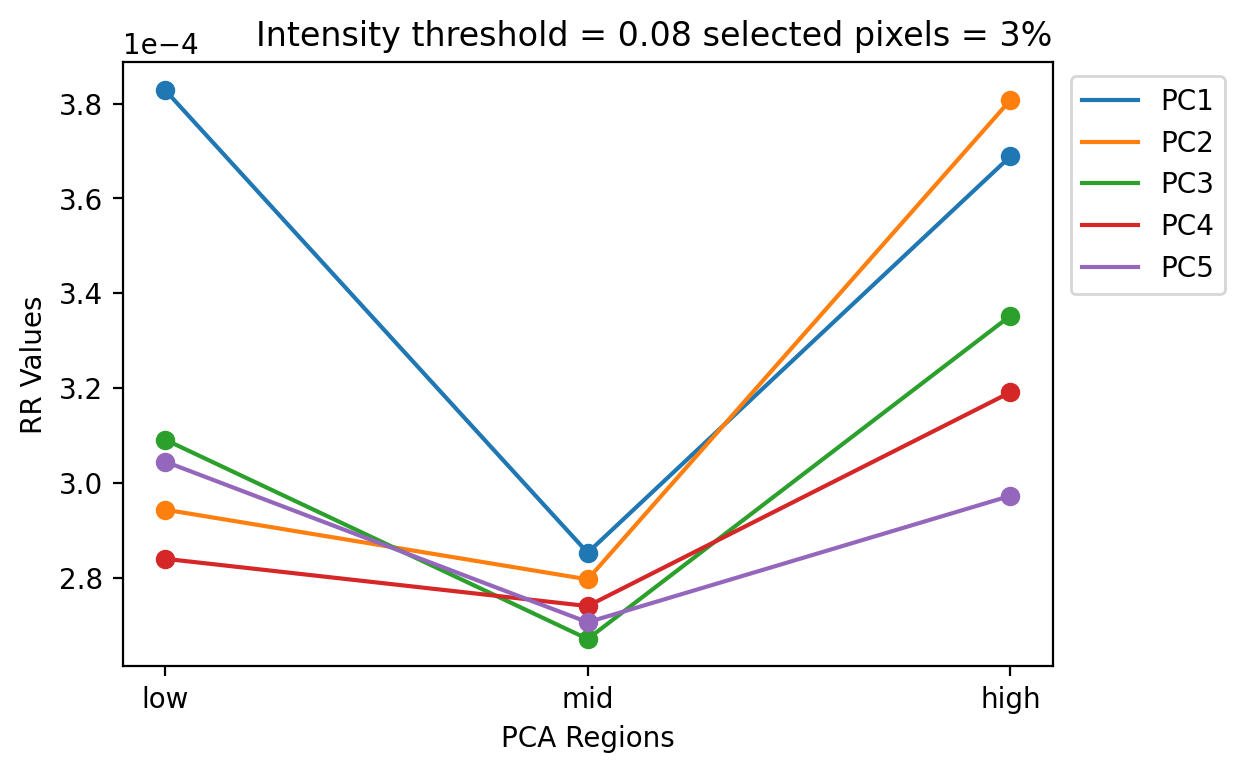 Intensity threshold = 0.08 selected pixels = 3%
1e−4
3.8
3.6
3.4
3.2
3.0
2.8
RR Values
low
mid
high
PCA Regions
PC1
PC2
PC3
PC4
PC5